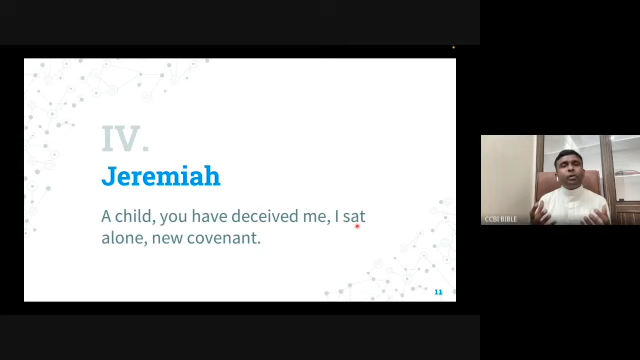 IV.
Jeremiah
A child, you have deceived me, I sat
alone, new covenant.
11
CCBI BIBLE